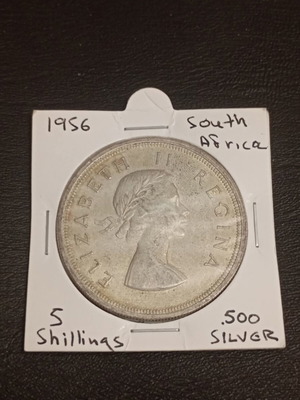 1956
South
Africa
ELIZABETH II REGINA
5
Shillings
.500
SILVER